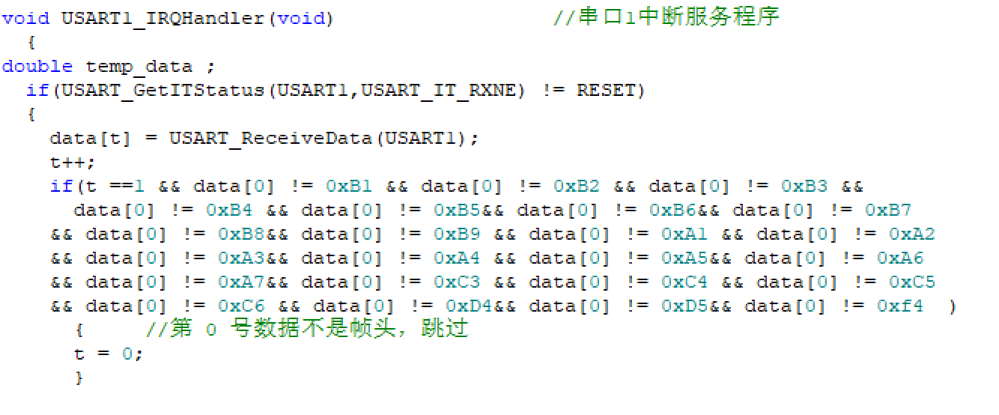 void USART1_IRQHandler(void) //串口1中断服务程序
{
double temp_data ;
if(USART_GetITStatus(USART1,USART_IT_RXNE) != RESET)
{
data[t] = USART_ReceiveData(USART1);
t++;
if(t ==1 && data[0] != 0xB1 && data[0] != 0xB2 && data[0] != 0xB3 &&
data[0] != 0xB4 && data[0] != 0xB5&& data[0] != 0xB6&& data[0] != 0xB7
&& data[0] != 0xB8&& data[0] != 0xB9 && data[0] != 0xA1 && data[0] != 0xA2
&& data[0] != 0xA3&& data[0] != 0xA4 && data[0] != 0xA5&& data[0] != 0xA6
&& data[0] != 0xA7&& data[0] != 0xC3 && data[0] != 0xC4 && data[0] != 0xC5
&& data[0] != 0xC6 && data[0] != 0xD4&& data[0] != 0xD5&& data[0] != 0xf4 )
{ //第 0 号数据不是帧头，跳过
t = 0;
}